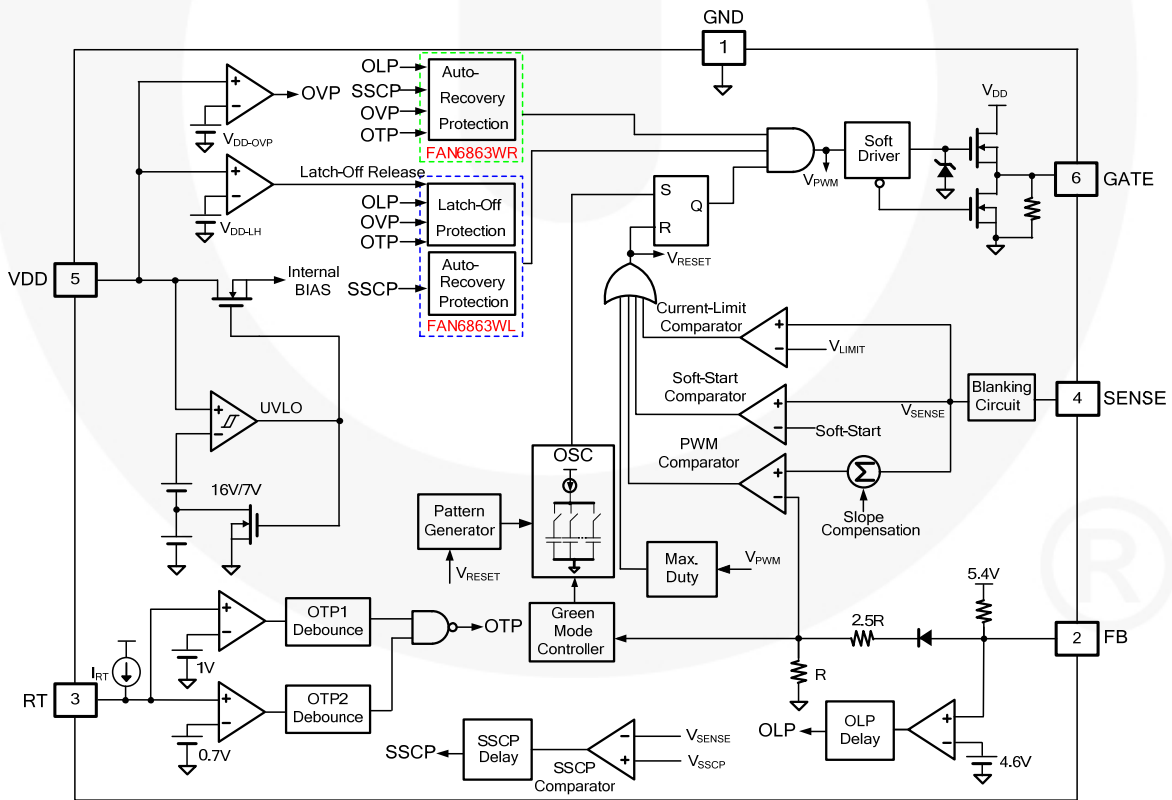 GND
1
OLP
SSCP
OVP
OTP
Auto-
Recovery
Protection
FAN6863WR
OVP
VDD-OVP
Latch-Off Release
VDD-LH
OLP
OVP
OTP
Latch-Off
Protection
SSCP
Auto-
Recovery
Protection
FAN6863WL
VDD
5
Internal
BIAS
UVLO
16V/7V
VDD
Soft
Driver
VPWM
6
GATE
S
Q
R
VRESET
Current-Limit
Comparator
VLIMIT
Soft-Start
Comparator
Soft-Start
VSENSE
Blanking
Circuit
4
SENSE
PWM
Comparator
Σ
Slope
Compensation
OSC
Pattern
Generator
VRESET
Max.
Duty
VPWM
Green
Mode
Controller
5.4V
2.5R
R
2
FB
OTP1
Debounce
OTP
1V
IRT
RT
3
OTP2
Debounce
0.7V
SSCP
SSCP
Delay
SSCP
Comparator
VSENSE
VSSCP
OLP
OLP
Delay
4.6V
®